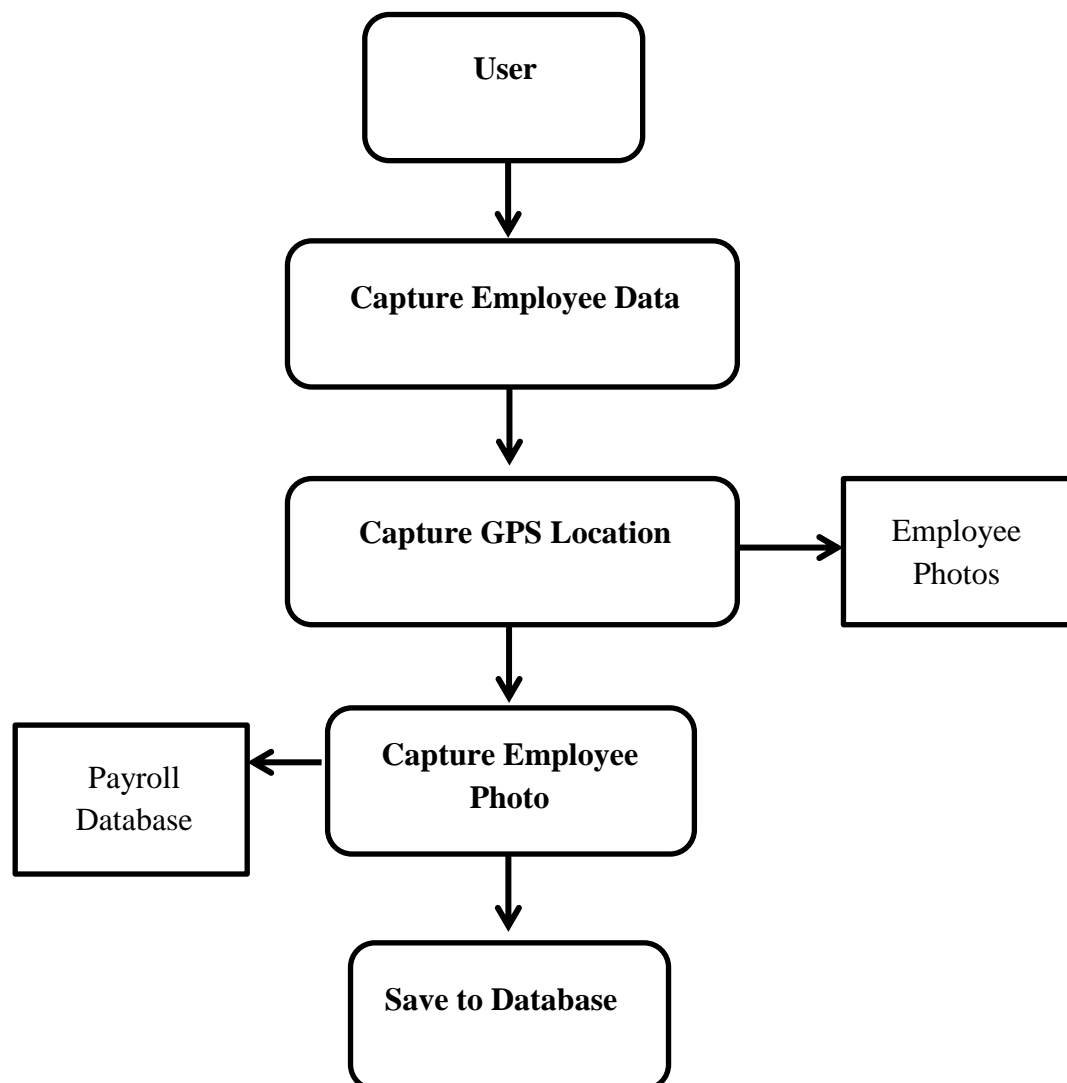 User
Capture Employee Data
Capture GPS Location
Employee
Photos
Capture Employee
Photo
Payroll
Database
Save to Database